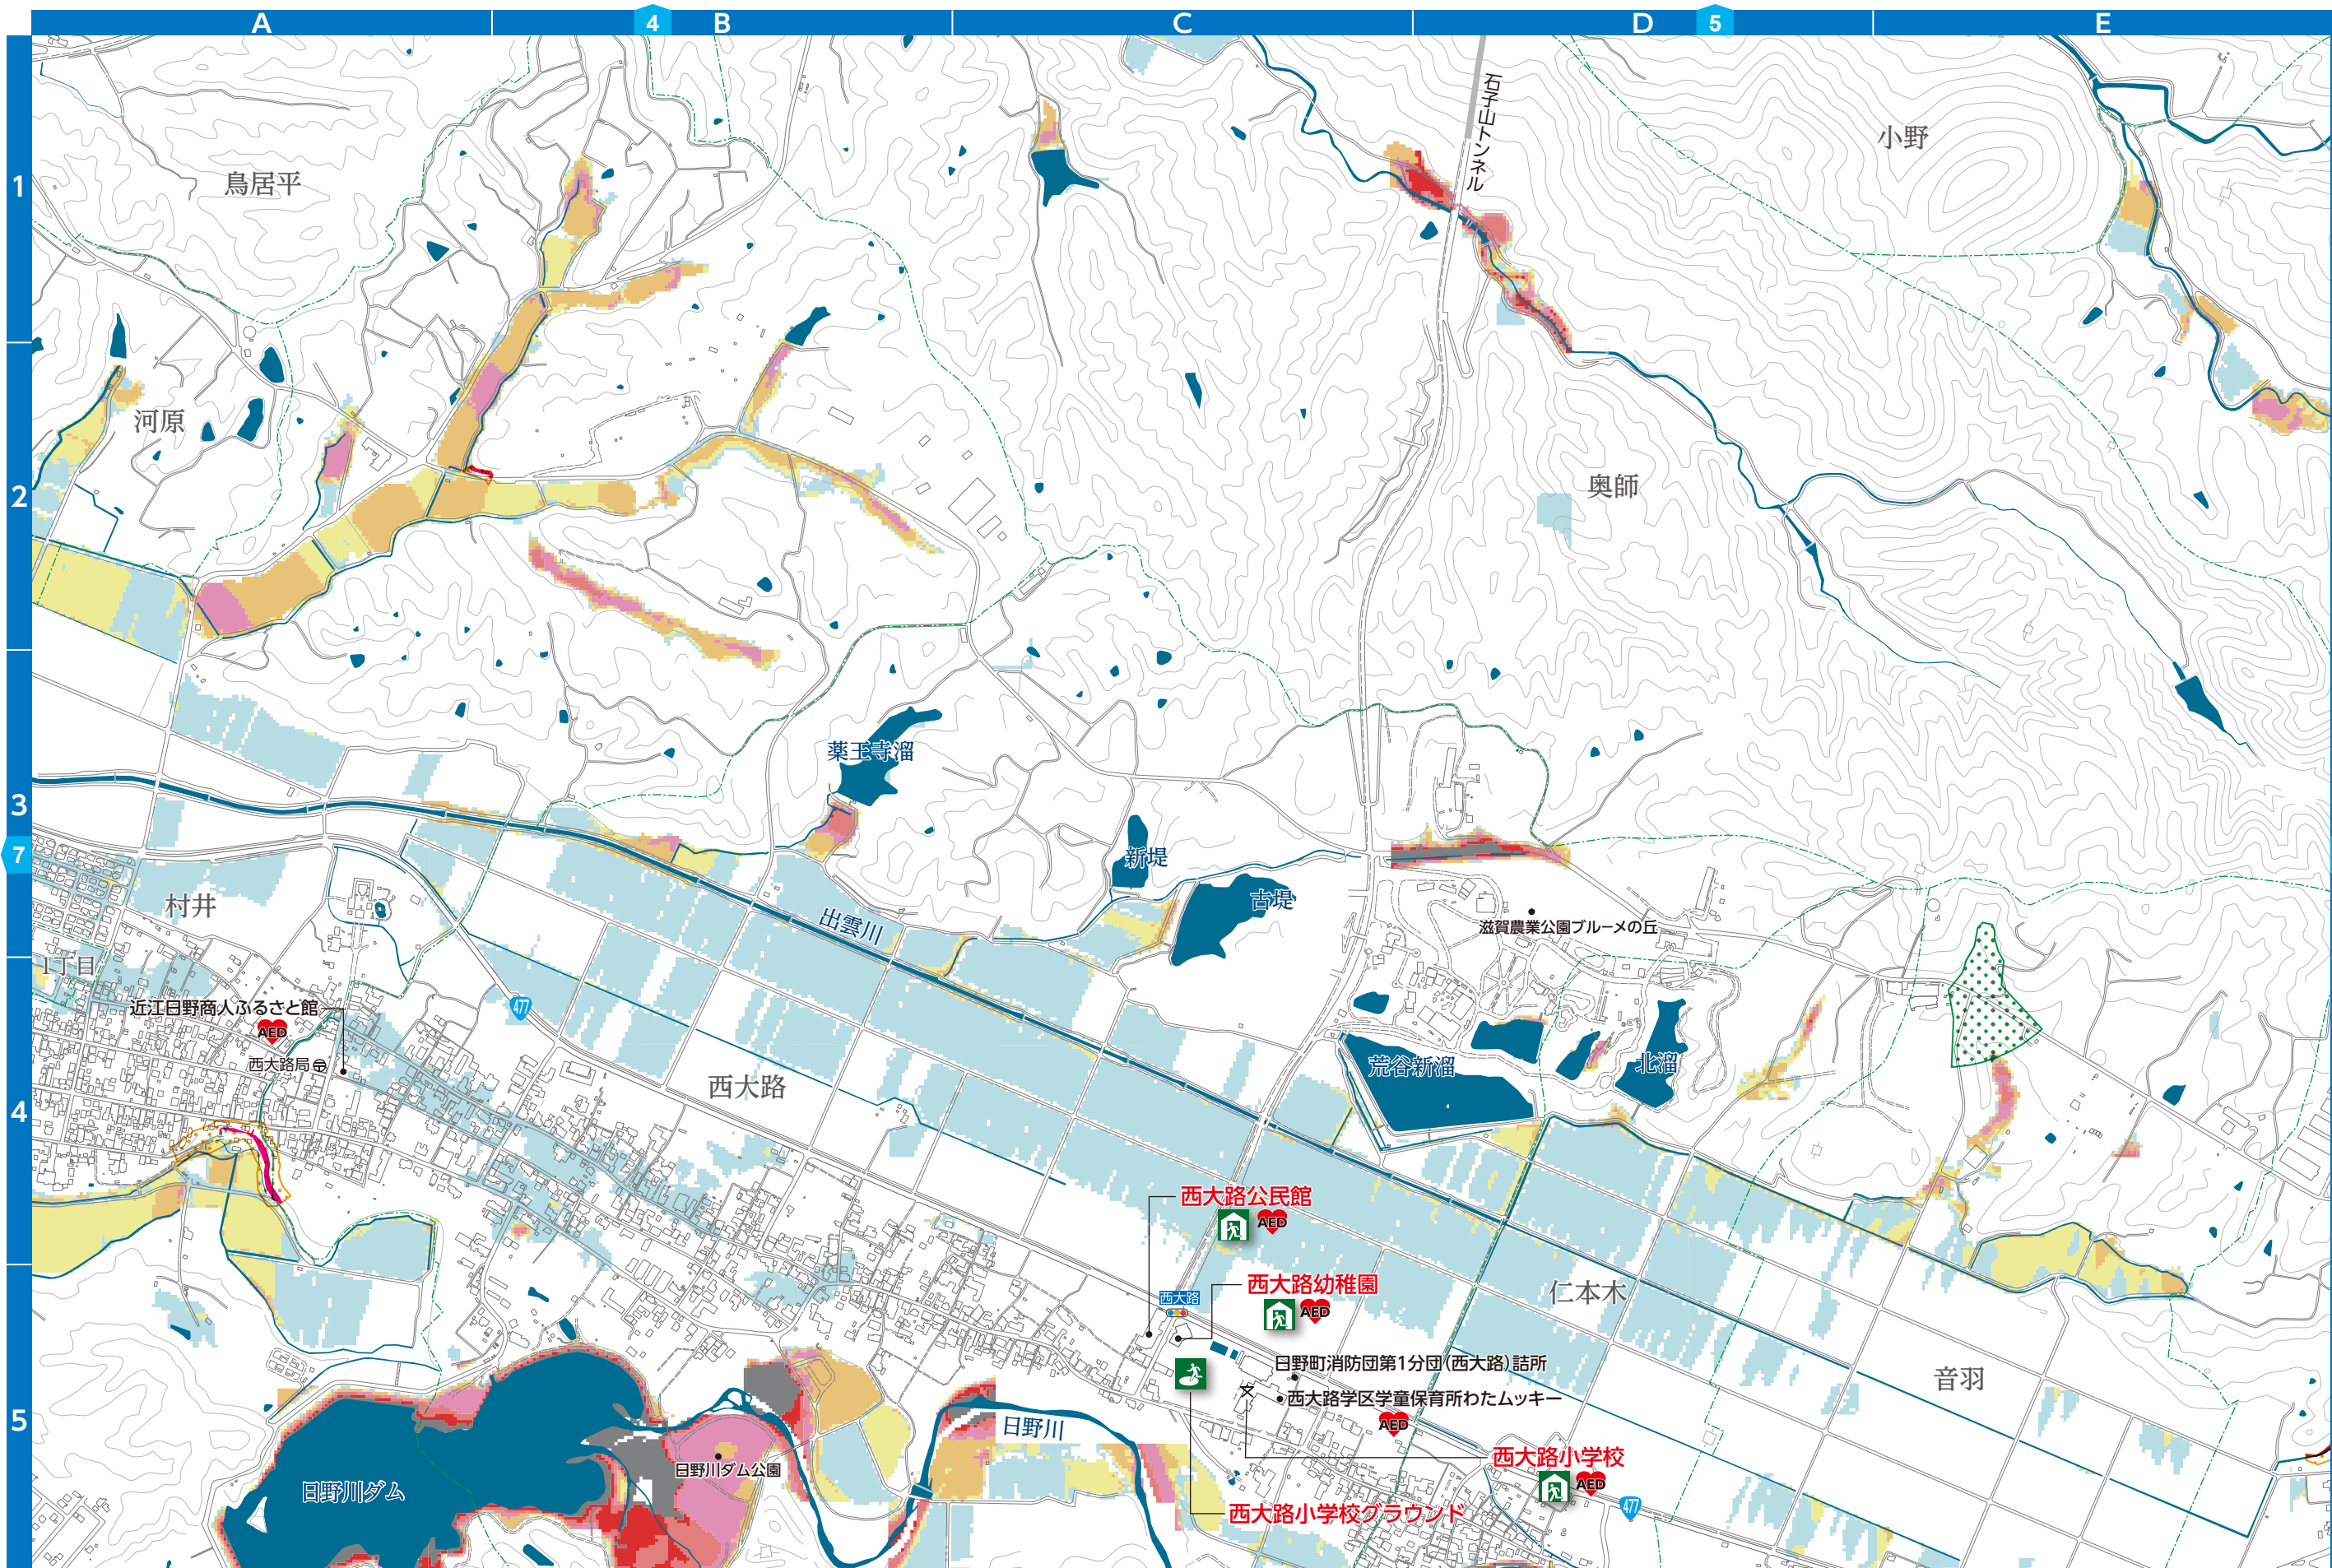 A
4
B
C
D
5
E
1
2
3
7
4
5
石子山トンネル
小野
鳥居平
河原
奥師
薬王寺溜
新堤
古堤
村井
出雲川
滋賀農業公園ブルーメの丘
1丁目
近江日野商人ふるさと館
AED
西大路局
477
西大路
荒谷新溜
北溜
西大路公民館
AED
西大路幼稚園
AED
西大路
仁本木
日野町消防団第1分団(西大路)詰所
西大路学区学童保育所わたムッキー
AED
音羽
文
日野川
日野川ダム公園
日野川ダム
西大路小学校
AED
西大路小学校グラウンド
477